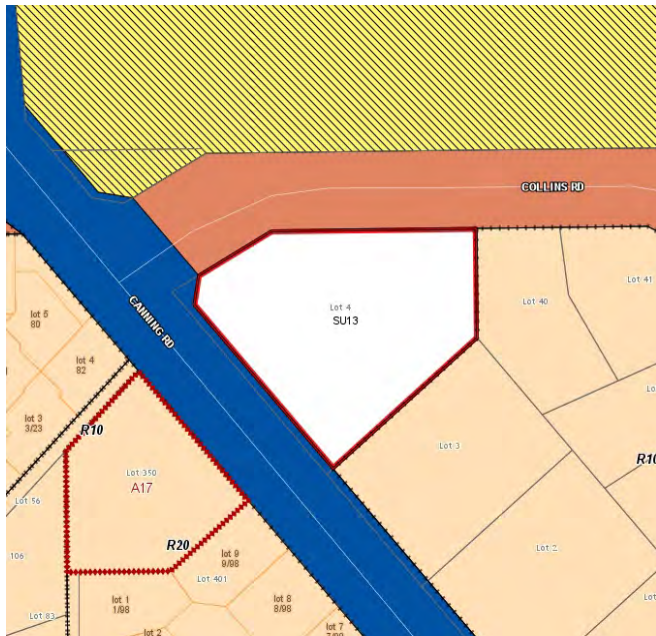 COLLINS RD
Lot 41
Lot 40
Lot 4
SU13
CANNING RD
lot 5
80
lot 4
82
lot 3
3/23
R10
Lot 3
R10
Lot 350
A17
Lot 56
106
R20
lot 9
9/98
Lot 2
Lot 401
lot 1
1/98
lot 8
8/98
Lot 83
lot 2
lot 7